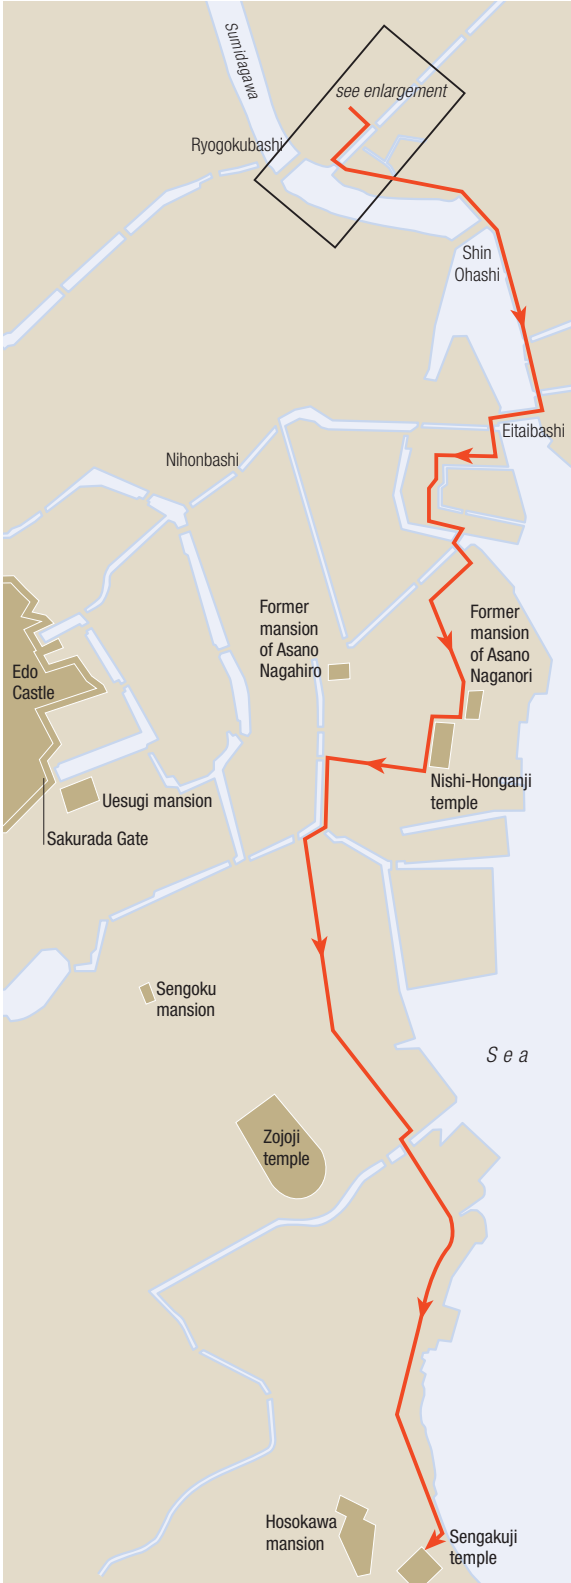 Sumidagawa
see enlargement
Ryogokubashi
Shin
Ohashi
Eitaibashi
Nihonbashi
Former
mansion
of Asano
Nagahiro
Former
mansion
of Asano
Naganori
Edo
Castle
Nishi-Honganji
temple
Uesugi mansion
Sakurada Gate
Sengoku
mansion
Sea
Zojoji
temple
Hosokawa
mansion
Sengakuji
temple